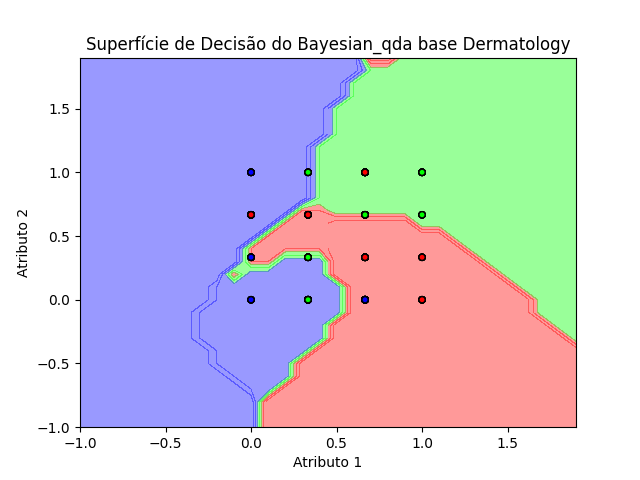 Superfície de Decisão do Bayesian_qda base Dermatology
Atributo 2
1.5
1.0
0.5
0.0
−0.5
−1.0
−1.0 −0.5 0.0 0.5 1.0 1.5
Atributo 1